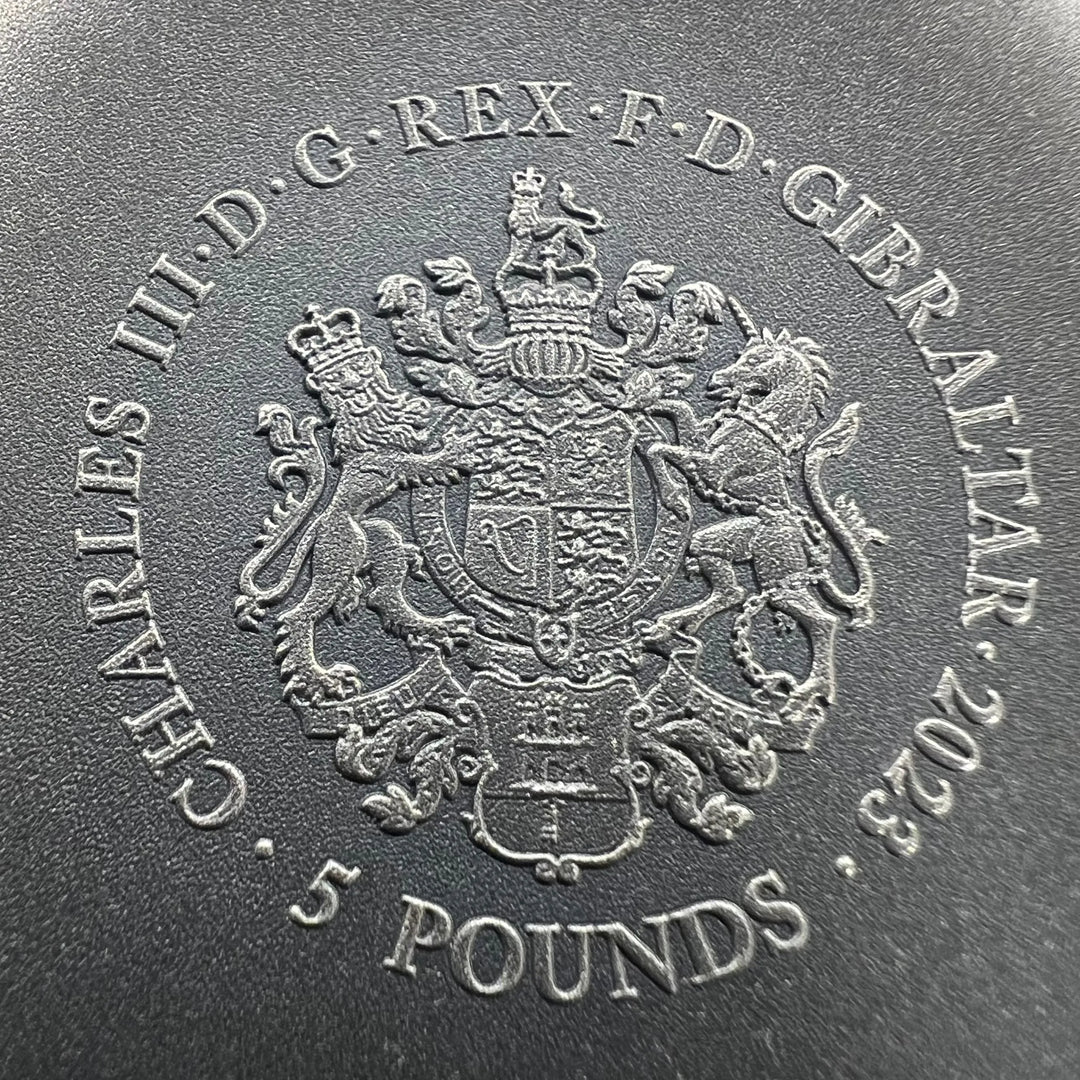 CHARLES III·D·G·REX·F·D·GIBRALTAR·2023
·5 POUNDS·